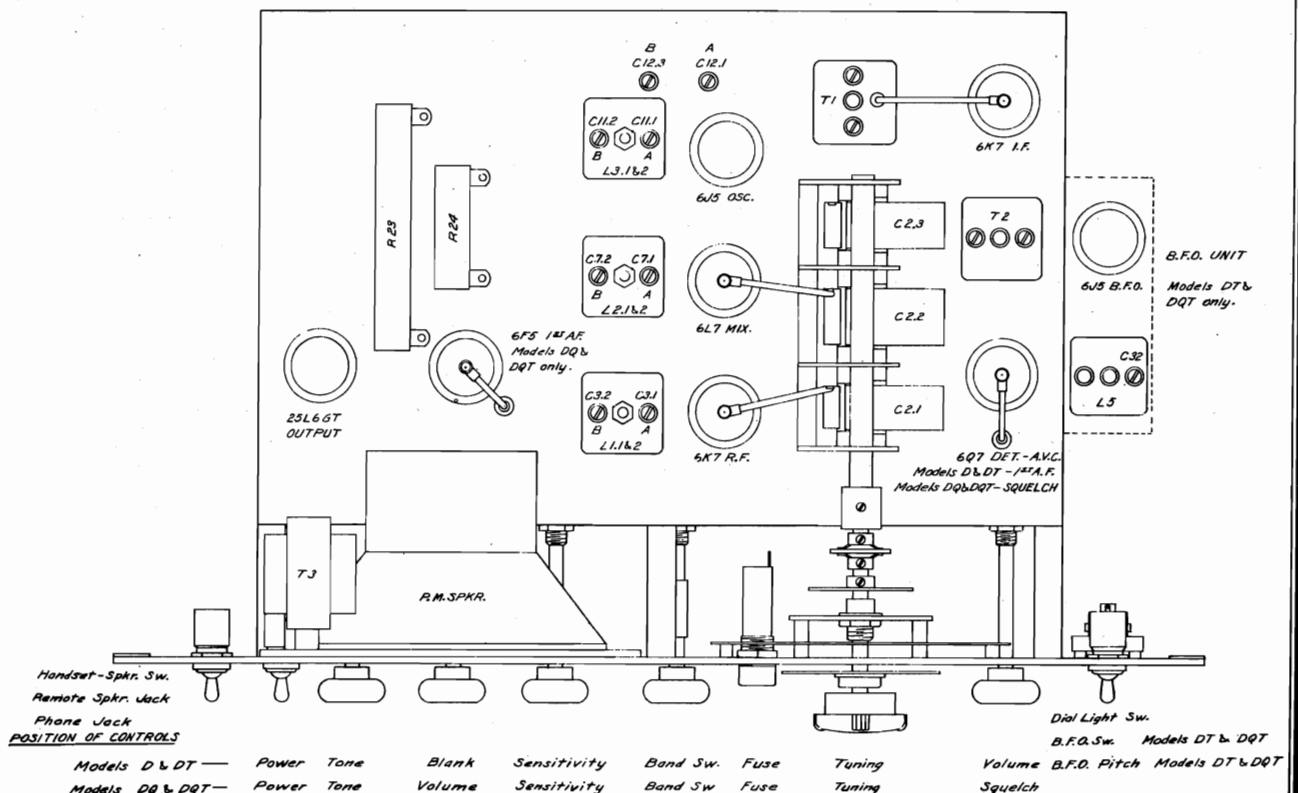 B A
C12.3 C12.1
T1
6K7 I.F.
C11.2 C11.1
B A
L3.1&2
6J5 OSC.
R23
R24
C2.3
T2
6J5 B.F.O.
B.F.O. UNIT
Models DT&
DQT only.
C7.2 C7.1
B A
L2.1&2
6L7 MIX.
C2.2
6F5 1ST AF.
Models DQ&
DQT only.
25L6GT
OUTPUT
C3.2 C3.1
B A
L1.1&2
6K7 R.F.
C2.1
C32
L5
6Q7 DET.-A.V.C.
Models D&DT-1ST A.F.
Models DQ&DQT-SQUELCH
T3
P.M.SPKR.
Handset-Spkr. Sw.
Remote Spkr. Jack
Phone Jack
POSITION OF CONTROLS
Dial Light Sw.
B.F.O. Sw. Models DT & DQT
Models D & DT — Power Tone Blank Sensitivity Band Sw. Fuse Tuning Volume B.F.O. Pitch Models DT & DQT
Models DQ & DQT — Power Tone Volume Sensitivity Band Sw Fuse Tuning Squelch